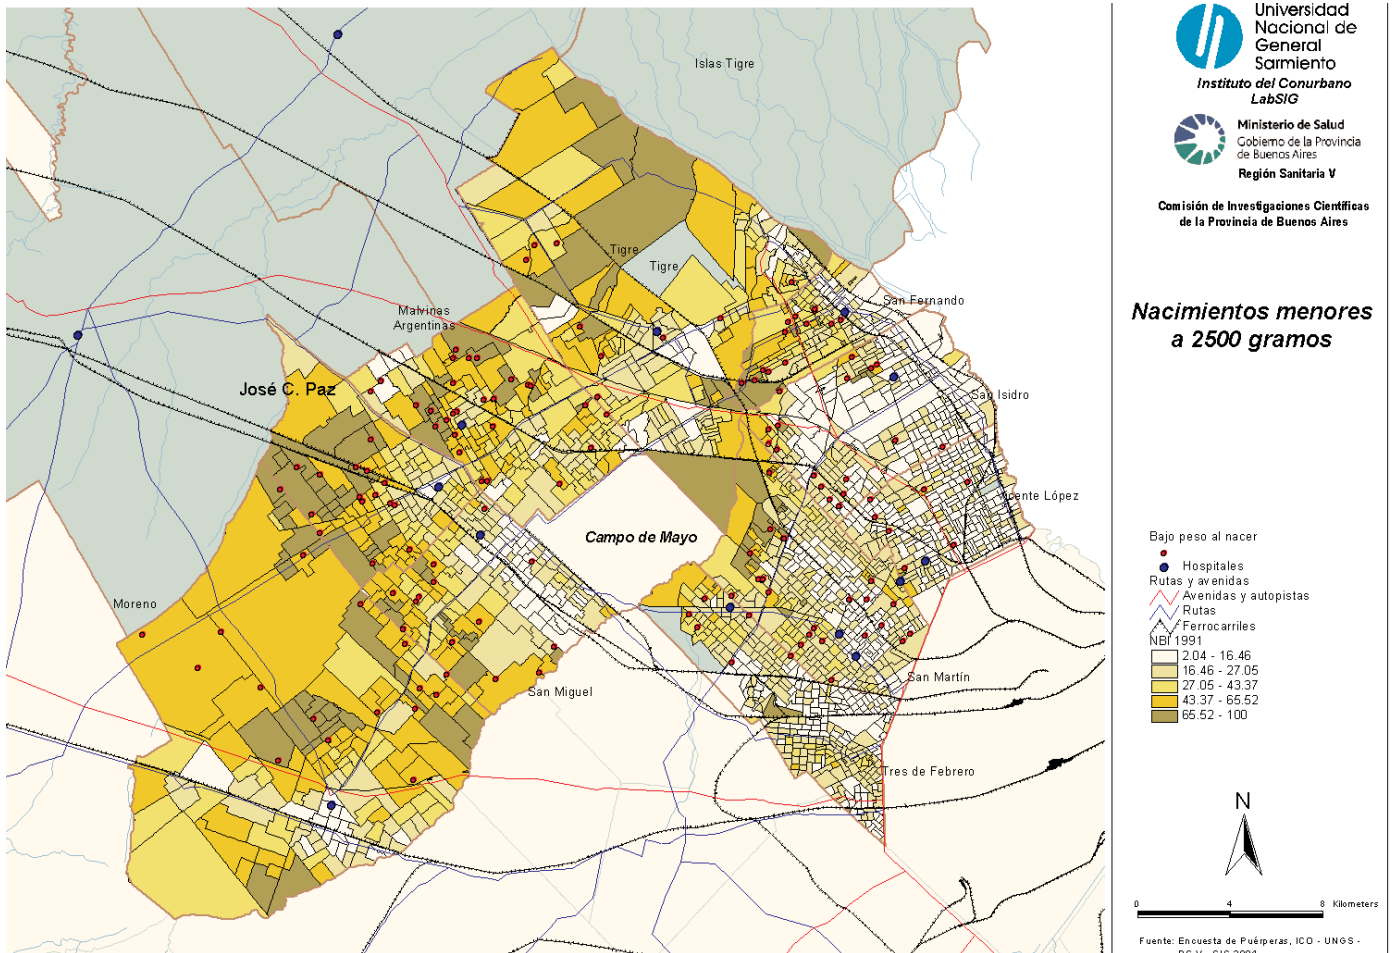 Universidad
Nacional de
General
Sarmiento
Instituto del Conurbano
LabSIG
Ministerio de Salud
Gobierno de la Provincia
de Buenos Aires
Región Sanitaria V
Comisión de Investigaciones Científicas
de la Provincia de Buenos Aires
Nacimientos menores
a 2500 gramos
Islas Tigre
Tigre
Tigre
San Fernando
Malvinas
Argentinas
José C. Paz
San Isidro
Vicente López
Campo de Mayo
Moreno
San Miguel
San Martín
Tres de Febrero
Bajo peso al nacer
Hospitales
Rutas y avenidas
Avenidas y autopistas
Rutas
Ferrocarriles
NBI 1991
2.04 - 16.46
16.46 - 27.05
27.05 - 43.37
43.37 - 65.52
65.52 - 100
N
0 4 8 Kilometers
Fuente: Encuesta de Puérperas, ICO - UNGS -